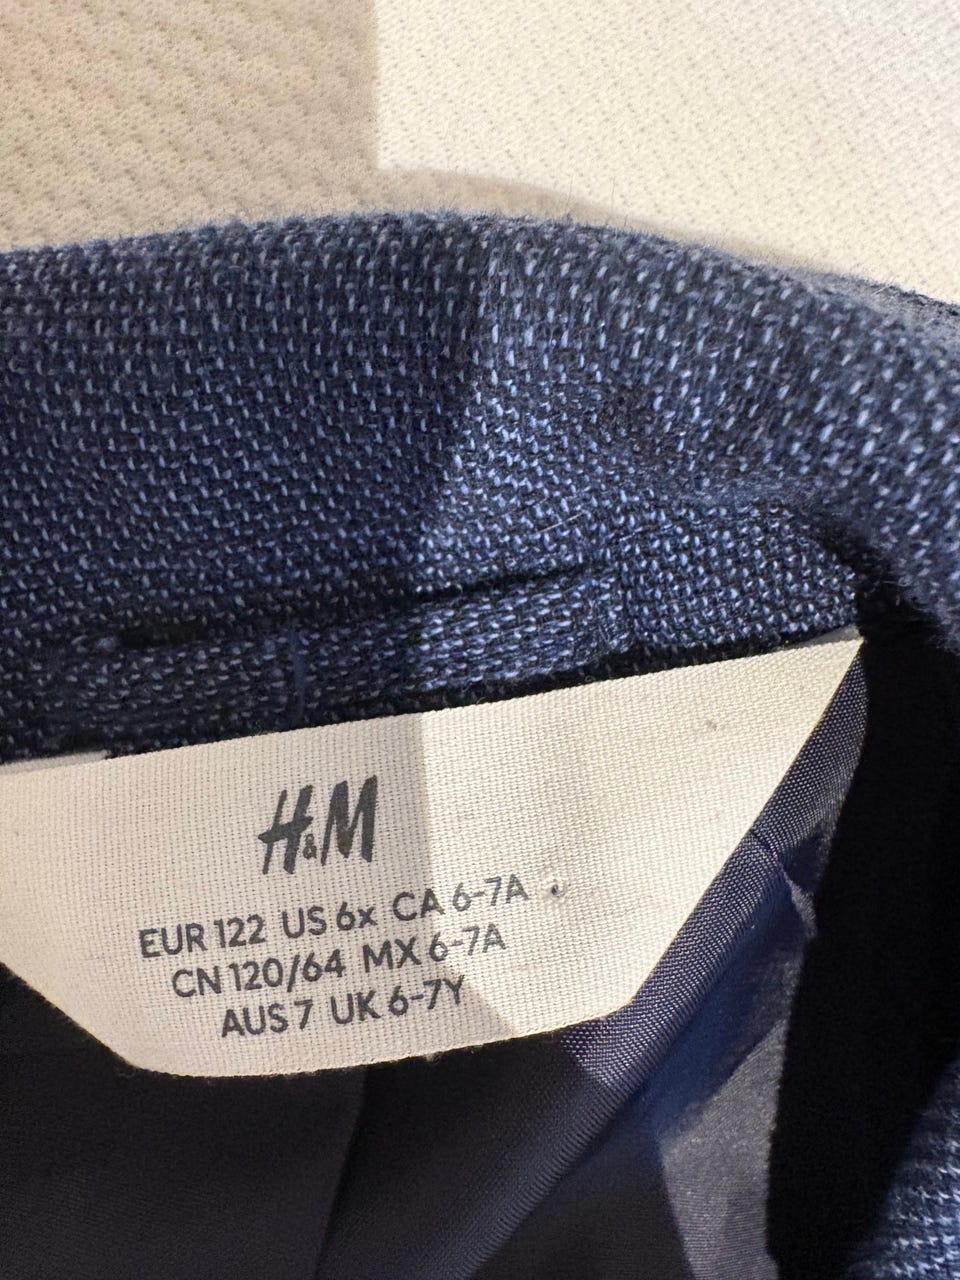 H&M
EUR 122 US 6x CA 6-7A
CN 120/64 MX 6-7A
AUS 7 UK 6-7Y